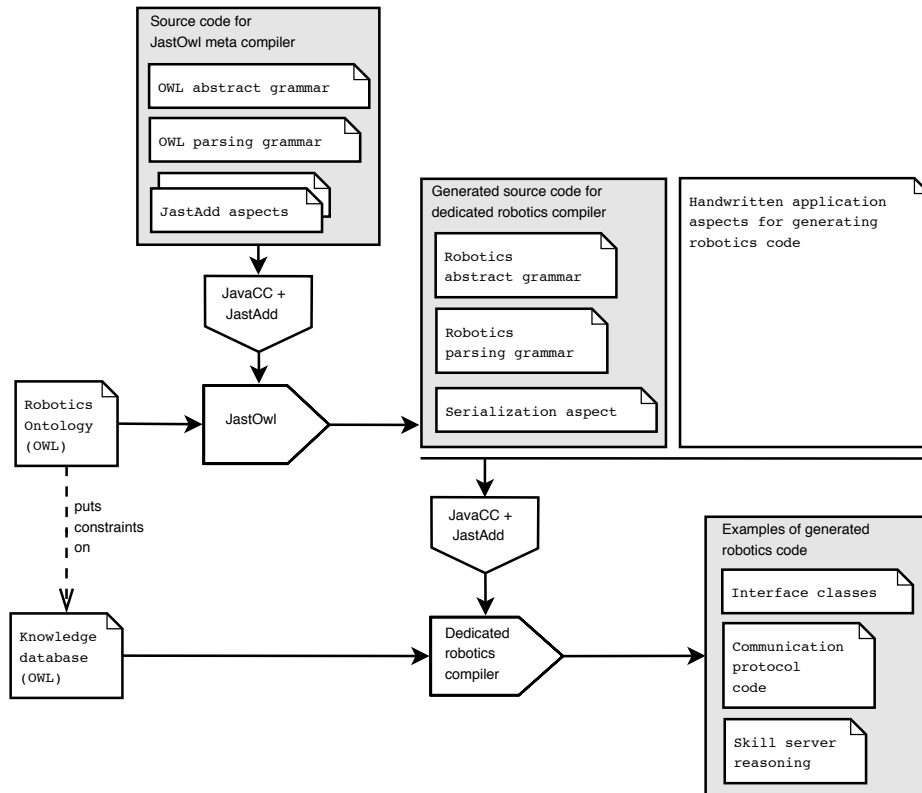 Source code for
JastOwl meta compiler
OWL abstract grammar
OWL parsing grammar
JastAdd aspects
JavaCC +
JastAdd
Generated source code for
dedicated robotics compiler
Robotics
abstract grammar
Robotics
parsing grammar
Serialization aspect
Handwritten application
aspects for generating
robotics code
Robotics
Ontology
(OWL)
JastOwl
puts
constraints
on
JavaCC +
JastAdd
Knowledge
database
(OWL)
Dedicated
robotics
compiler
Examples of generated
robotics code
Interface classes
Communication
protocol
code
Skill server
reasoning